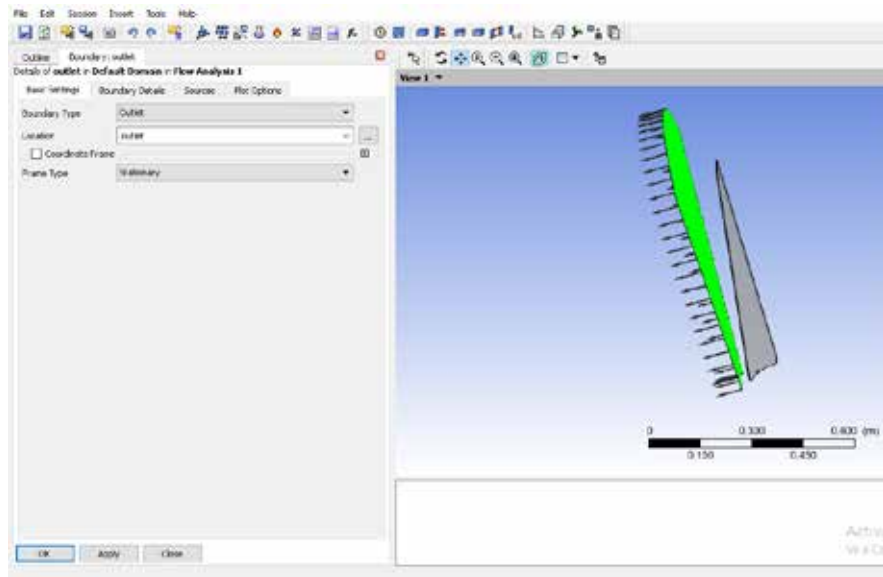 File Edit Session Insert Tools Help
Outline Boundary: outlet
Details of outlet in Default Domain in Flow Analysis 1
Basic Settings Boundary Details Sources Plot Options
Boundary Type Outlet
Location outlet
Coordinate Frame
Frame Type Stationary
OK Apply Close
View 1
0 0.300 0.600 (m)
0.150 0.450